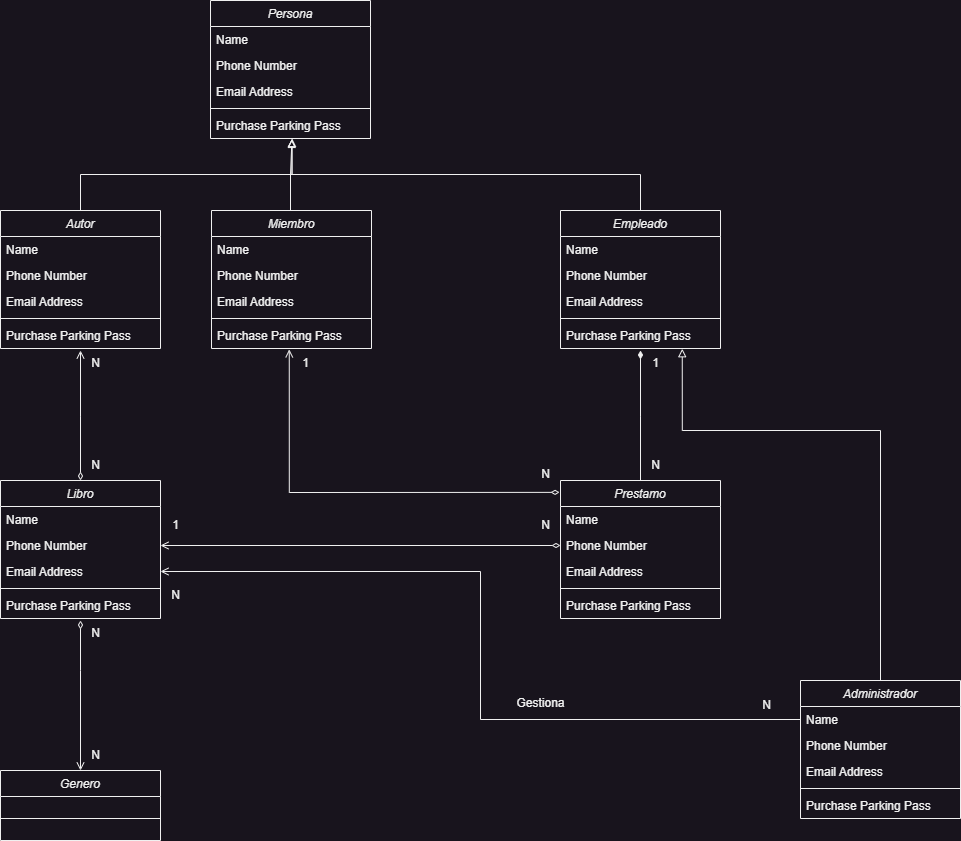 Persona
Name
Phone Number
Email Address
Purchase Parking Pass
Autor
Name
Phone Number
Email Address
Purchase Parking Pass
Miembro
Name
Phone Number
Email Address
Purchase Parking Pass
Empleado
Name
Phone Number
Email Address
Purchase Parking Pass
N
1
1
N
N
N
Libro
Name
Phone Number
Email Address
Purchase Parking Pass
1
N
N
Prestamo
Name
Phone Number
Email Address
Purchase Parking Pass
N
N
Gestiona
N
Administrador
Name
Phone Number
Email Address
Purchase Parking Pass
Genero